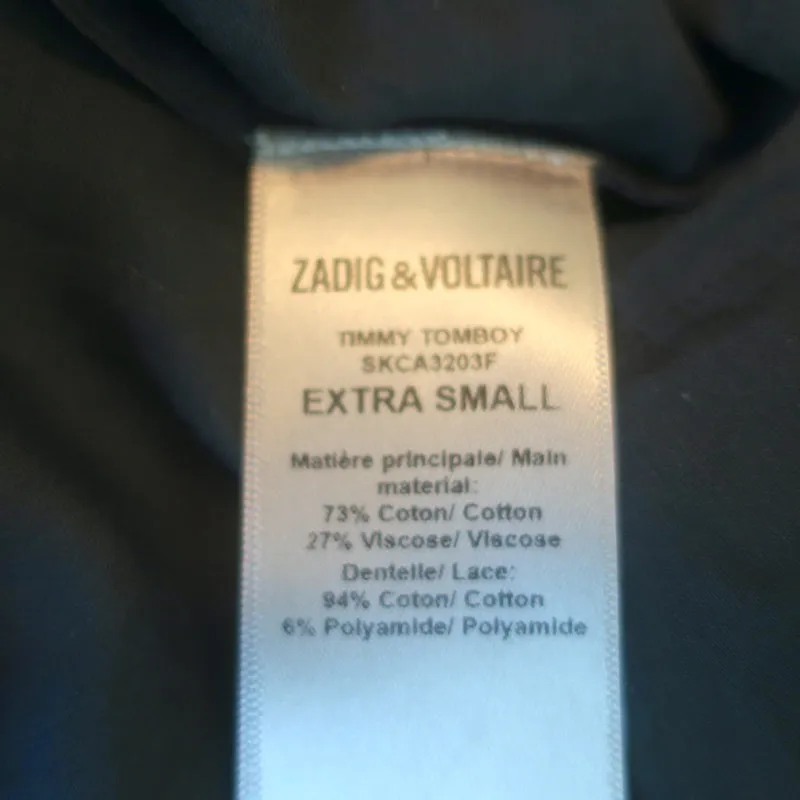 ZADIG & VOLTAIRE
TIMMY TOMBOY
SKCA3203F
EXTRA SMALL
Matière principale/ Main
material:
73% Coton/ Cotton
27% Viscose/ Viscose
Dentelle/ Lace:
94% Coton/ Cotton
6% Polyamide/ Polyamide